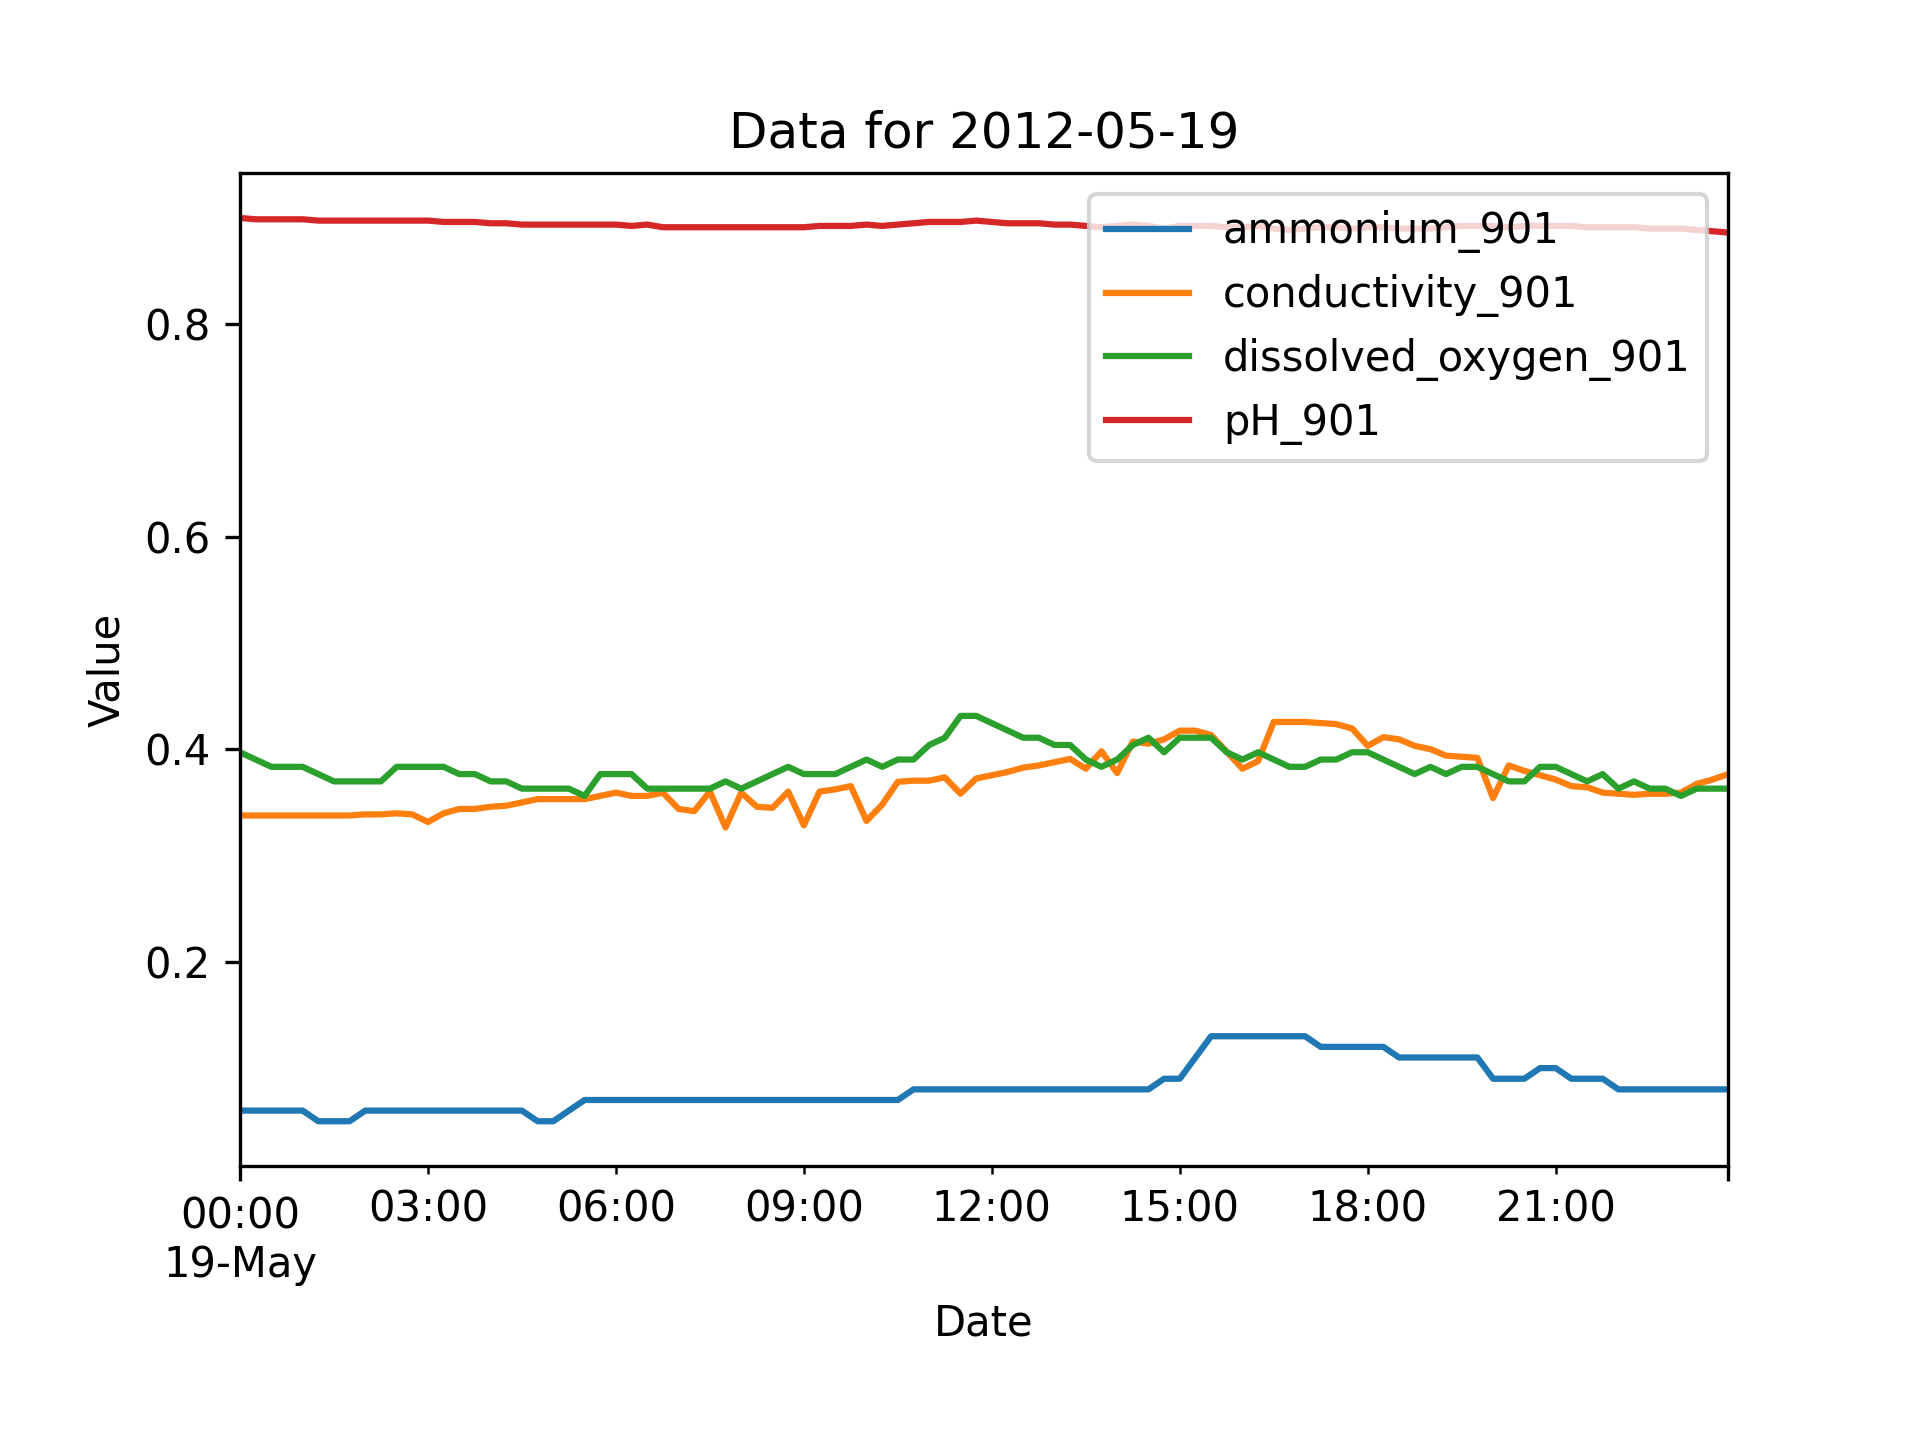 Data for 2012-05-19
ammonium_901
conductivity_901
dissolved_oxygen_901
pH_901
0.8
0.6
0.4
0.2
Value
00:00 03:00 06:00 09:00 12:00 15:00 18:00 21:00
19-May
Date